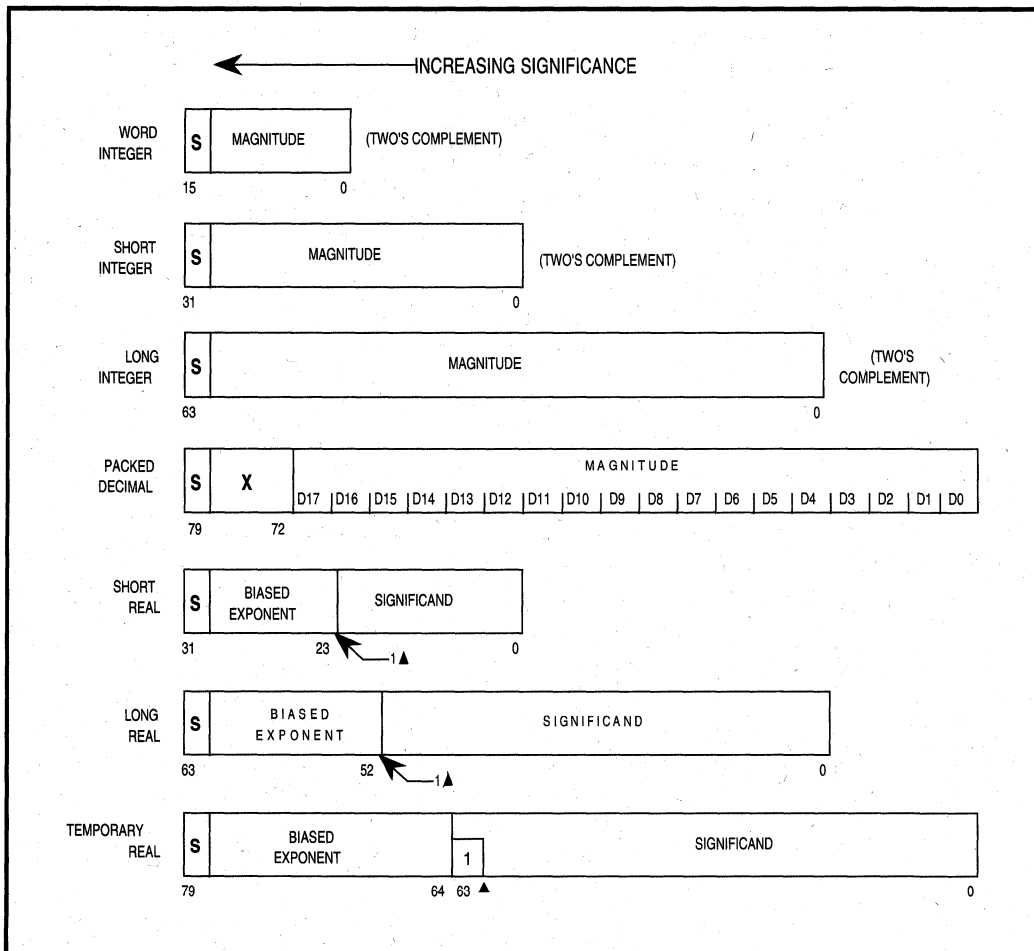 INCREASING SIGNIFICANCE
WORD
INTEGER
S MAGNITUDE (TWO'S COMPLEMENT)
15 0
SHORT
INTEGER
S MAGNITUDE (TWO'S COMPLEMENT)
31 0
LONG
INTEGER
S MAGNITUDE (TWO'S
COMPLEMENT)
63 0
PACKED
DECIMAL
S X MAGNITUDE
D17 D16 D15 D14 D13 D12 D11 D10 D9 D8 D7 D6 D5 D4 D3 D2 D1 D0
79 72
SHORT
REAL
S BIASED
EXPONENT
SIGNIFICAND
31 23 0
1▲
LONG
REAL
S BIASED
EXPONENT
SIGNIFICAND
63 52 0
1▲
TEMPORARY
REAL
S BIASED
EXPONENT
1 SIGNIFICAND
79 64 63 ▲ 0